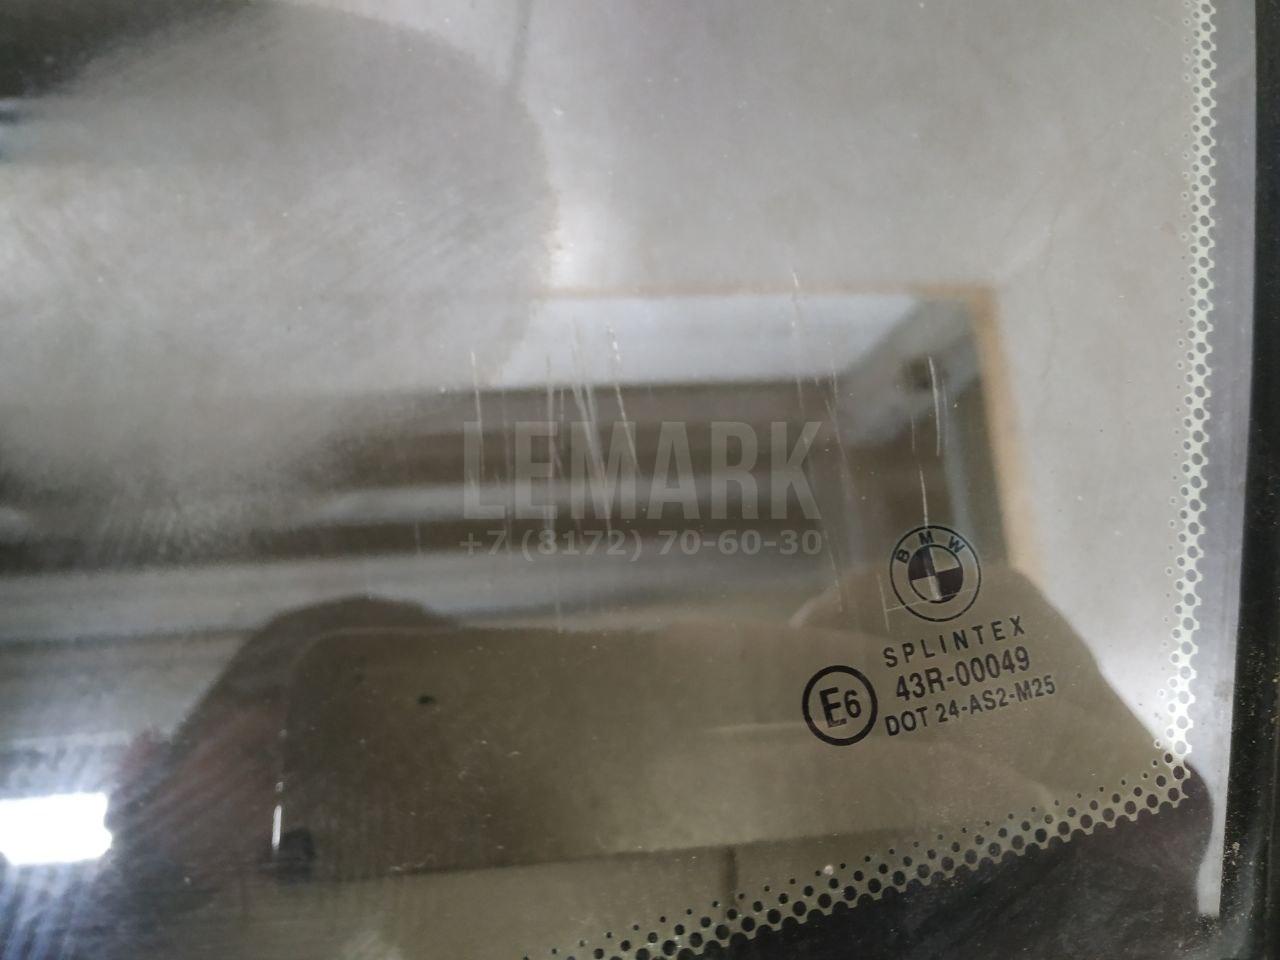 LEMARK
+7 (8172) 70-60-30
BMW
SPLINTEX
E6
43R-00049
DOT 24-AS2-M25